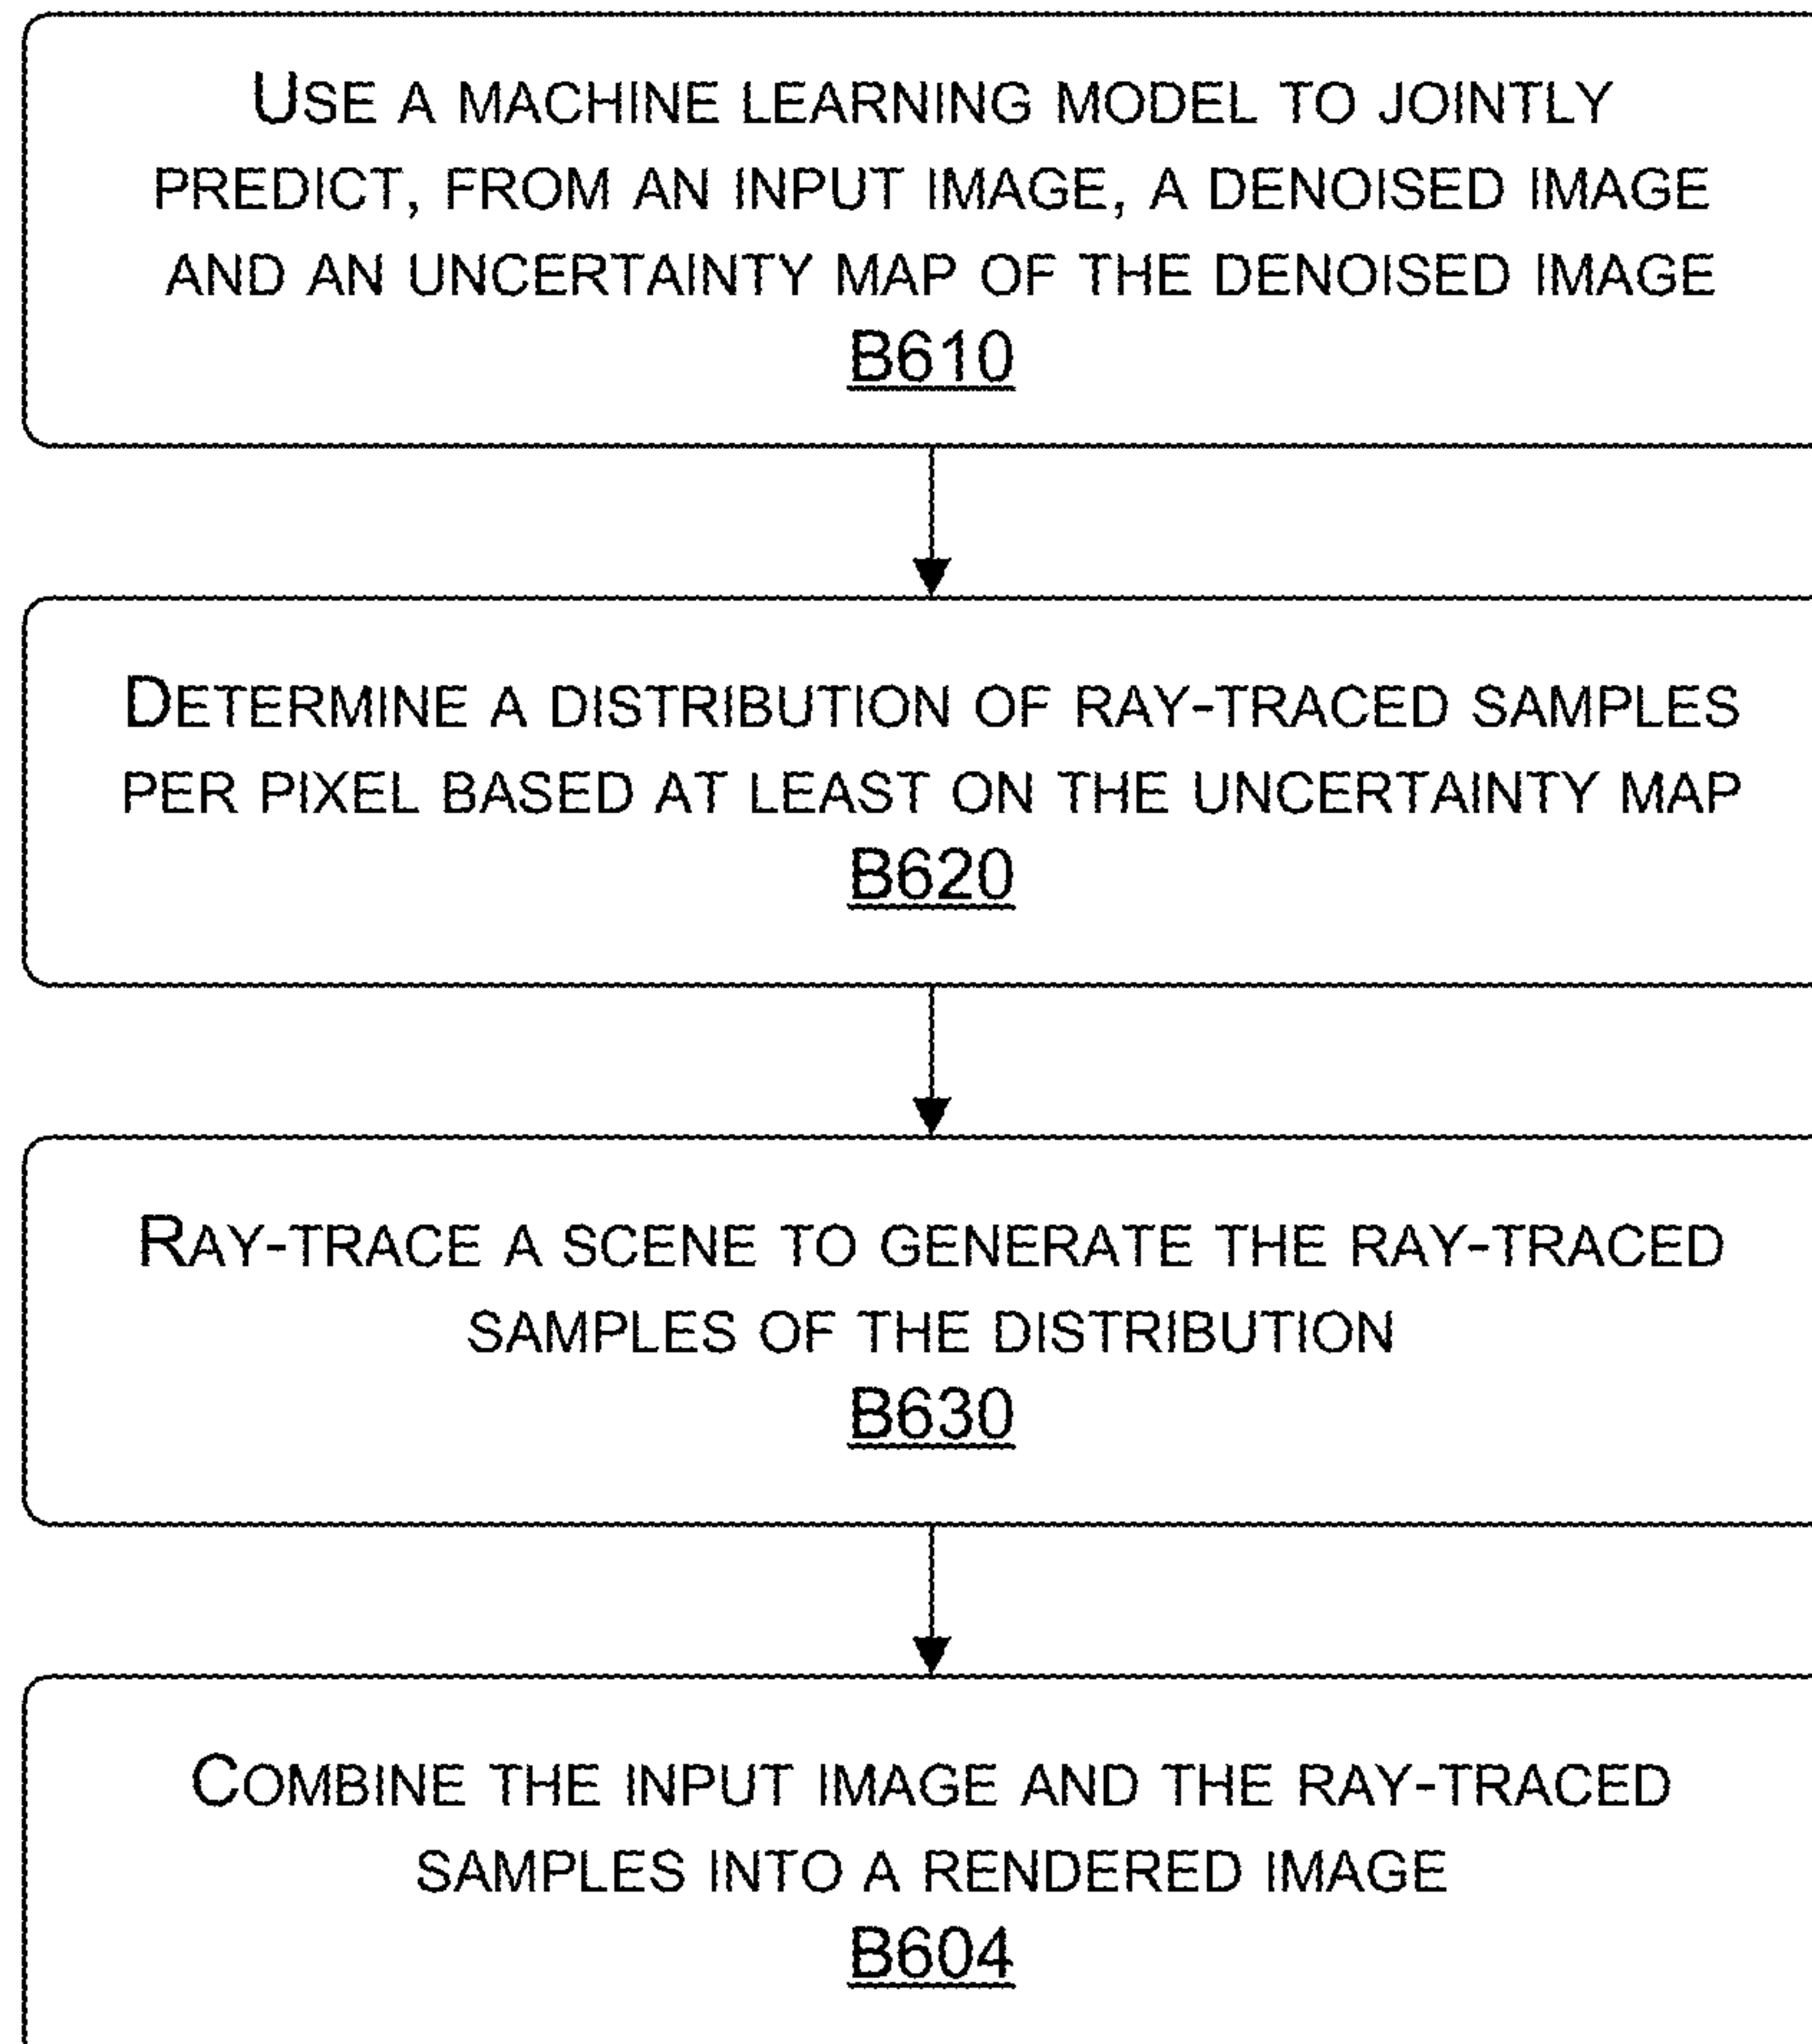 USE A MACHINE LEARNING MODEL TO JOINTLY
PREDICT, FROM AN INPUT IMAGE, A DENOISED IMAGE
AND AN UNCERTAINTY MAP OF THE DENOISED IMAGE
B610
DETERMINE A DISTRIBUTION OF RAY-TRACED SAMPLES
PER PIXEL BASED AT LEAST ON THE UNCERTAINTY MAP
B620
RAY-TRACE A SCENE TO GENERATE THE RAY-TRACED
SAMPLES OF THE DISTRIBUTION
B630
COMBINE THE INPUT IMAGE AND THE RAY-TRACED
SAMPLES INTO A RENDERED IMAGE
B604